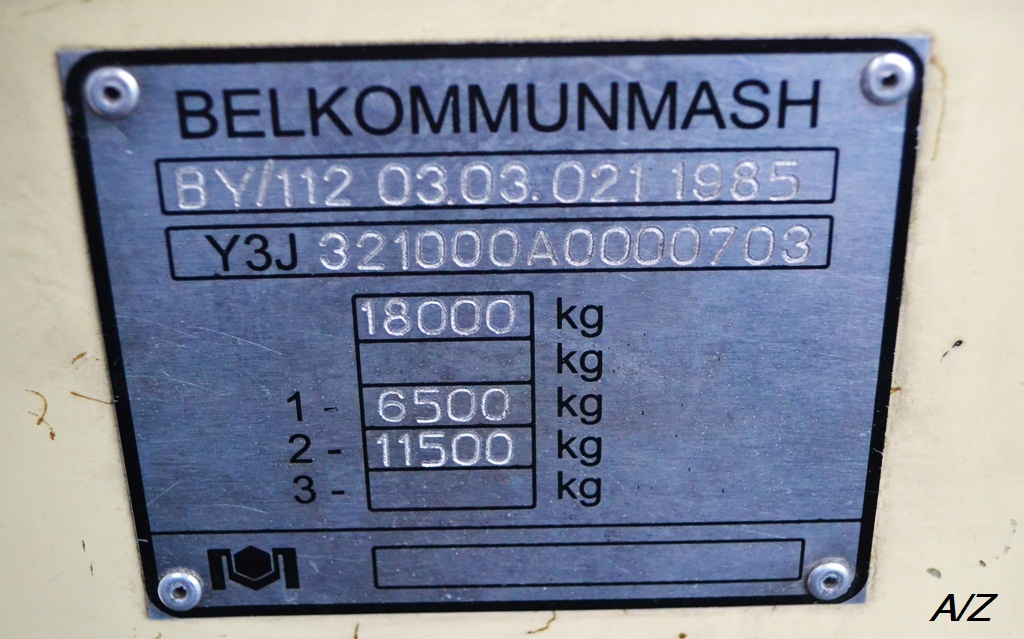 BELKOMMUNMASH
BY/112 03.03.021 1985
Y3J 321000A0000703
18000 kg
kg
1 - 6500 kg
2 - 11500 kg
3 - kg
A/Z